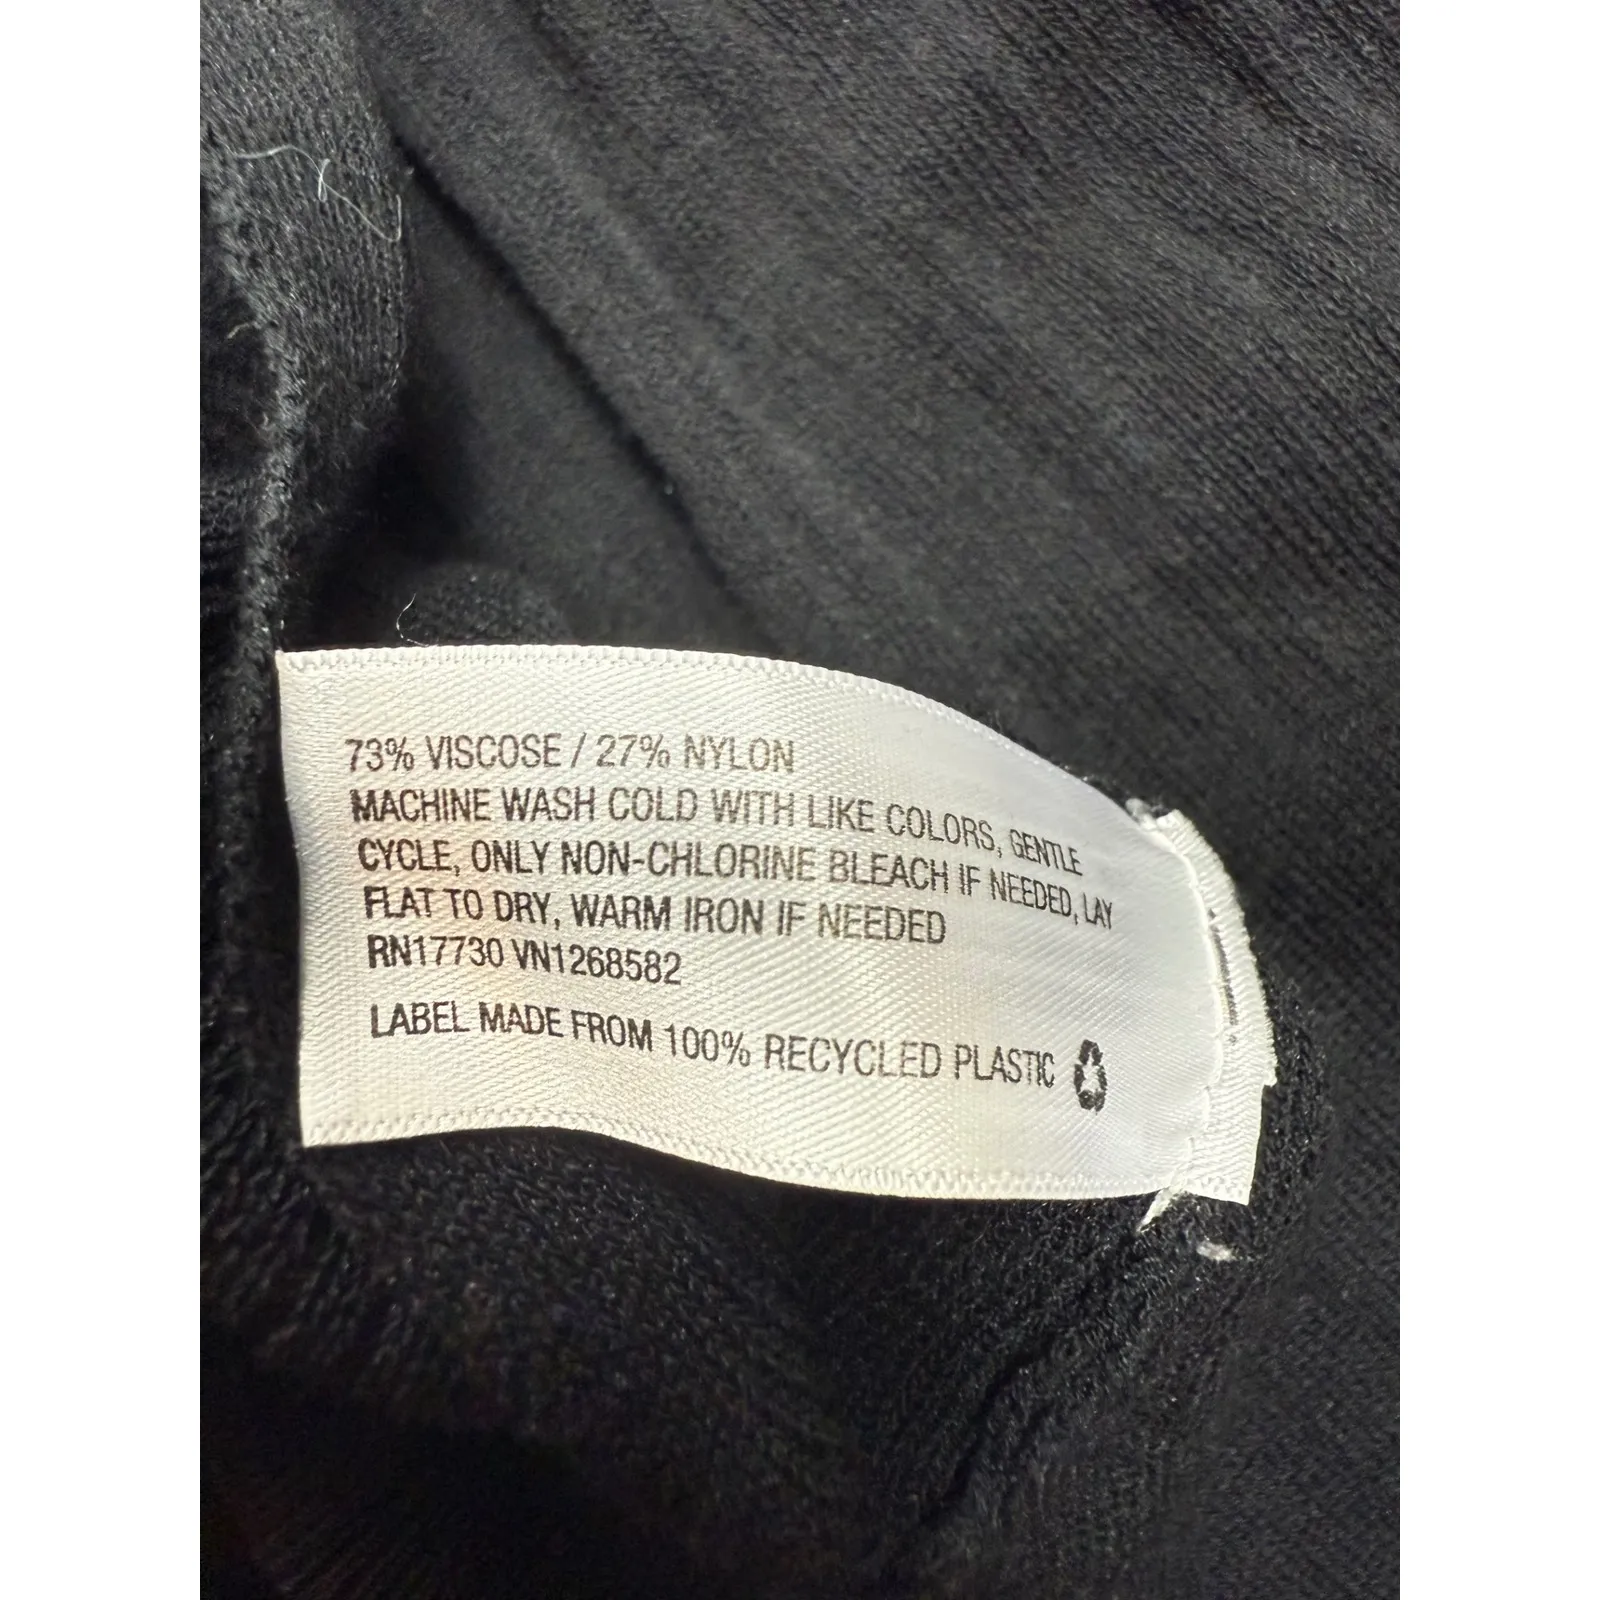 73% VISCOSE / 27% NYLON
MACHINE WASH COLD WITH LIKE COLORS, GENTLE
CYCLE, ONLY NON-CHLORINE BLEACH IF NEEDED, LAY
FLAT TO DRY, WARM IRON IF NEEDED
RN17730 VN1268582
LABEL MADE FROM 100% RECYCLED PLASTIC